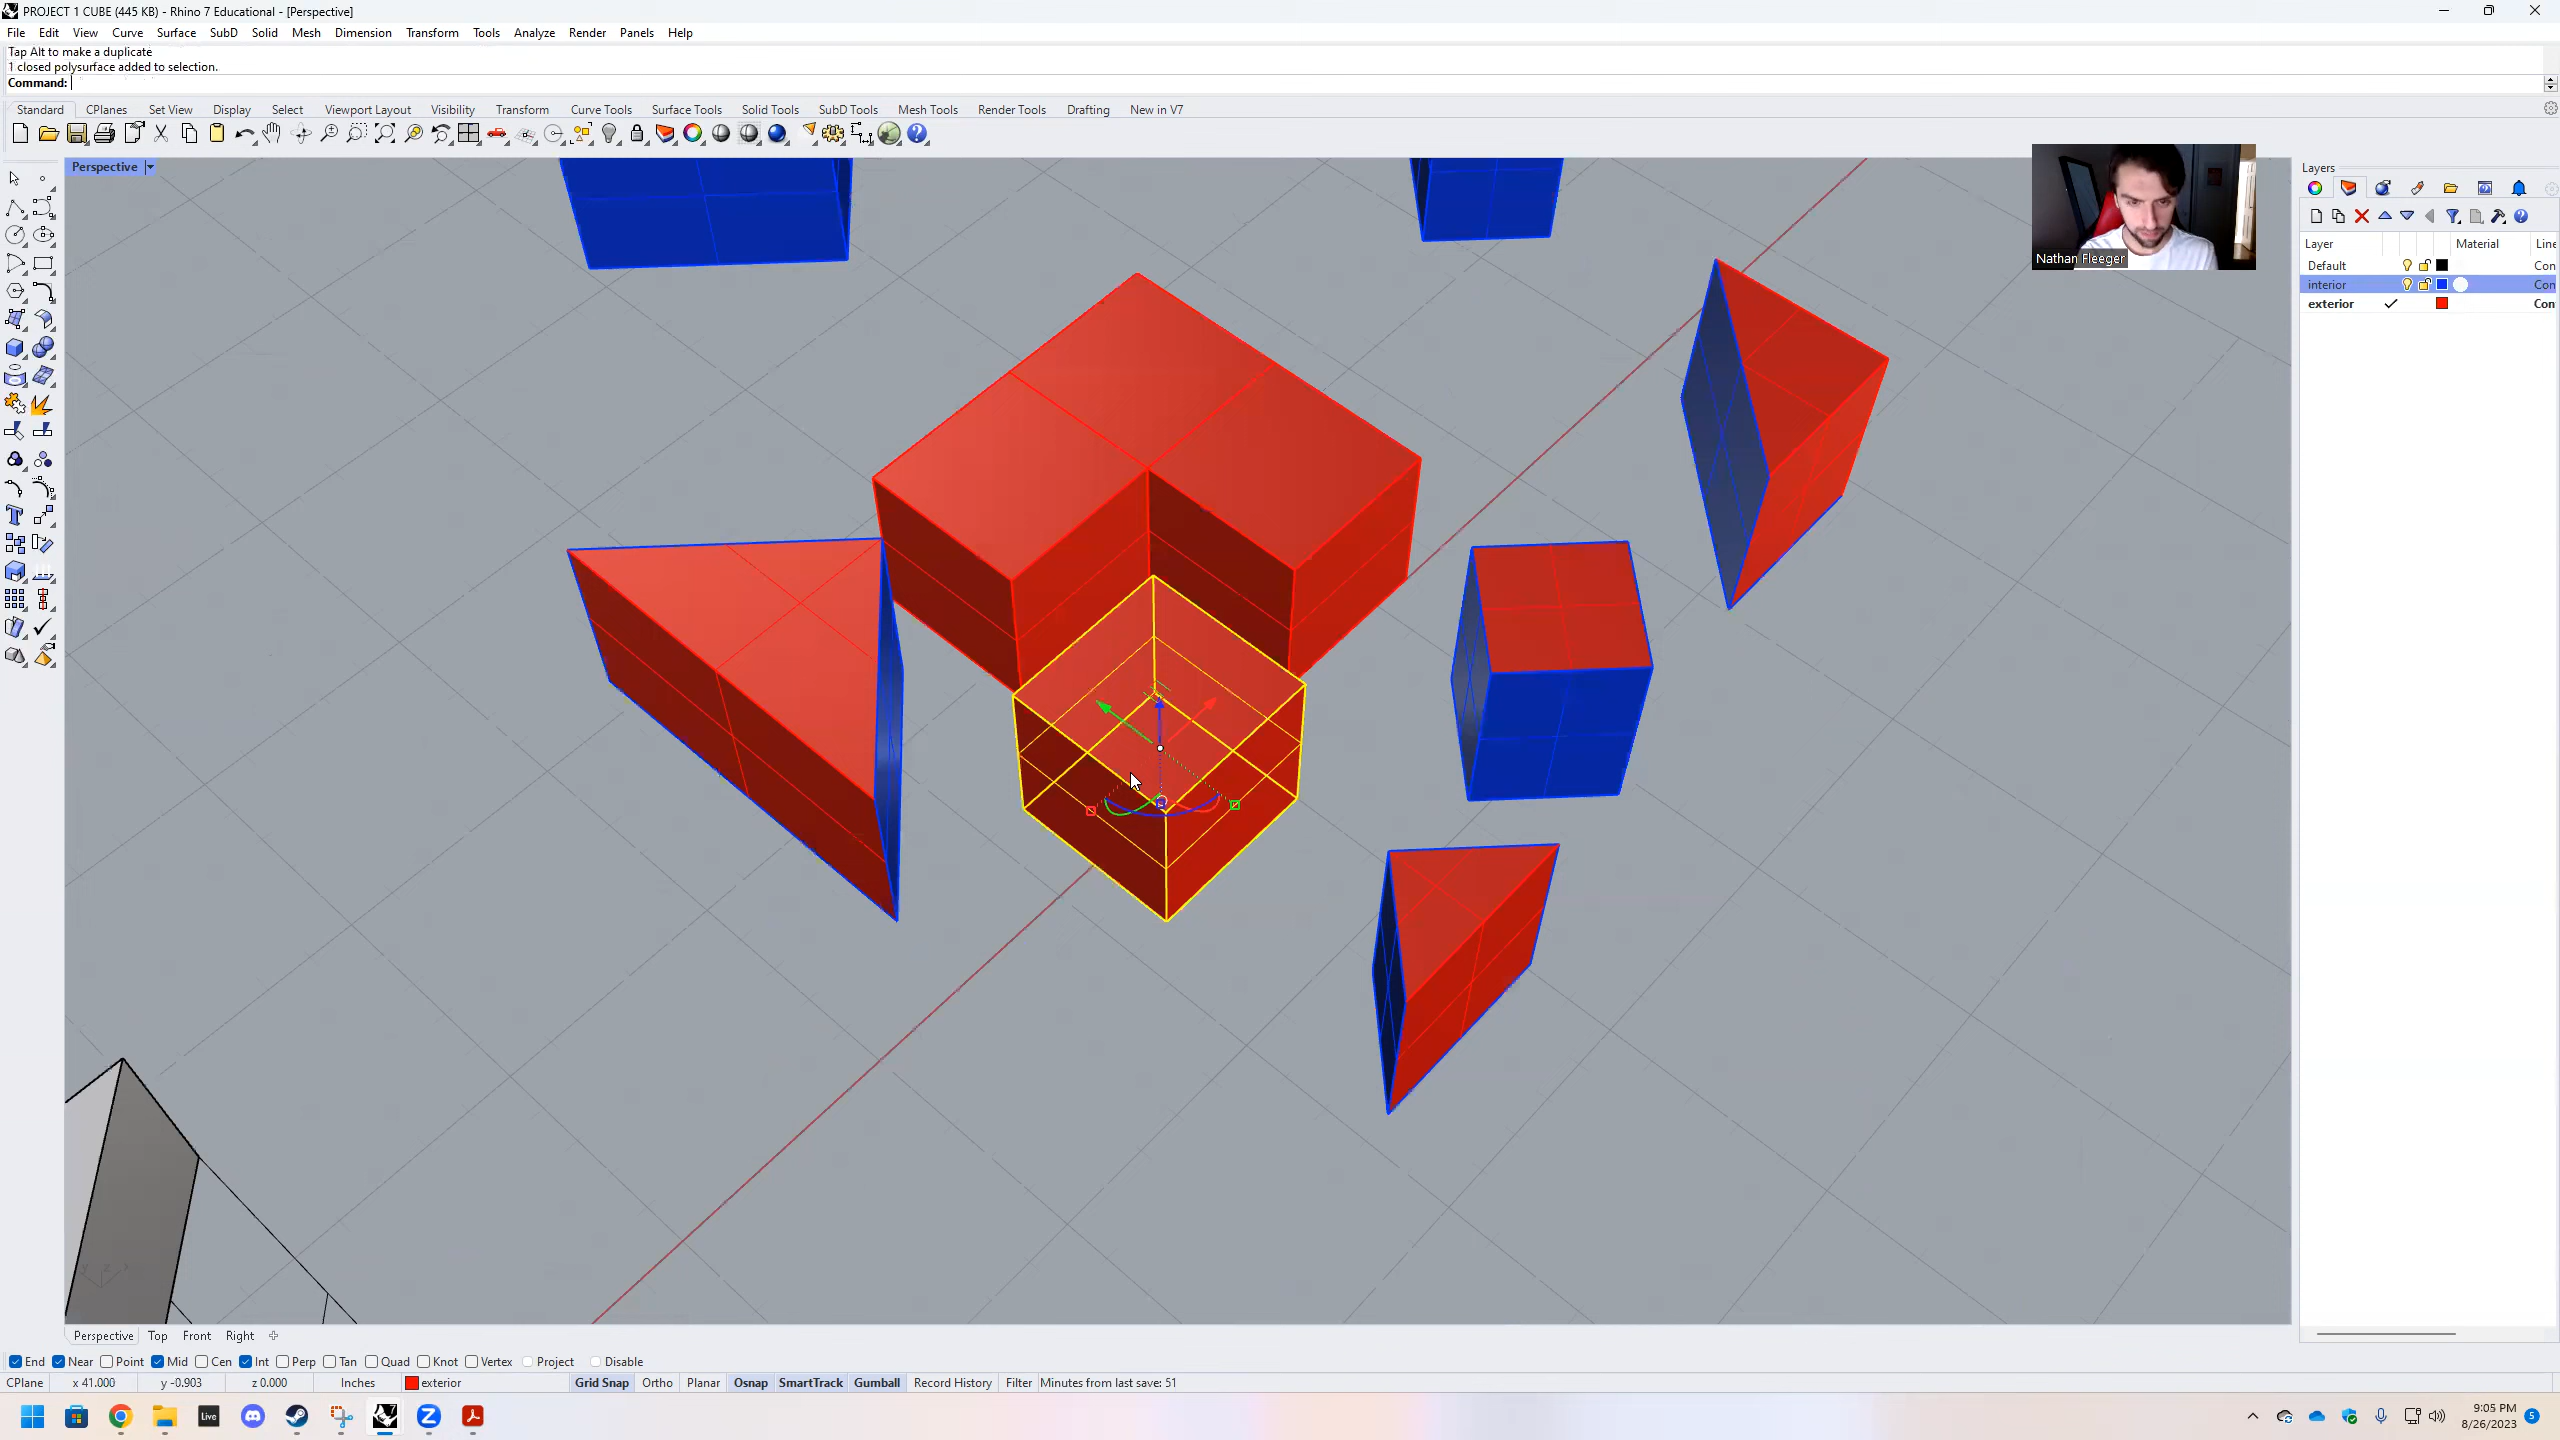 PROJECT 1 CUBE (445 KB) - Rhino 7 Educational - [Perspective]
File Edit View Curve Surface SubD Solid Mesh Dimension Transform Tools Analyze Render Panels Help
Tap Alt to make a duplicate
1 closed polysurface added to selection.
Command:
Standard CPlanes Set View Display Select Viewport Layout Visibility Transform Curve Tools Surface Tools Solid Tools SubD Tools Mesh Tools Render Tools Drafting New in V7
Perspective
Nathan Fleeger
Layers
Layer Material Line
Default Con
interior Con
exterior Con
Perspective Top Front Right
End Near Point Mid Cen Int Perp Tan Quad Knot Vertex Project Disable
CPlane x 41.000 y -0.903 z 0.000 Inches exterior Grid Snap Ortho Planar Osnap SmartTrack Gumball Record History Filter Minutes from last save: 51
Live
7
9:05 PM
8/26/2023
5